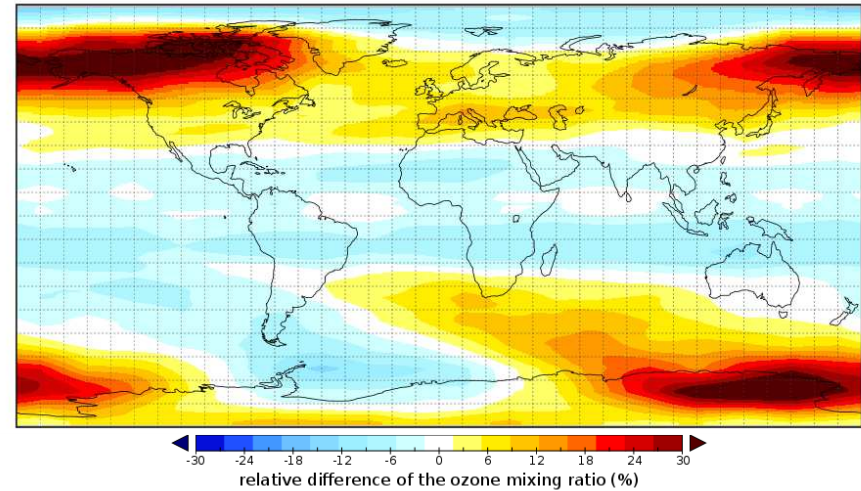 -30 -24 -18 -12 -6 0 6 12 18 24 30
relative difference of the ozone mixing ratio (%)